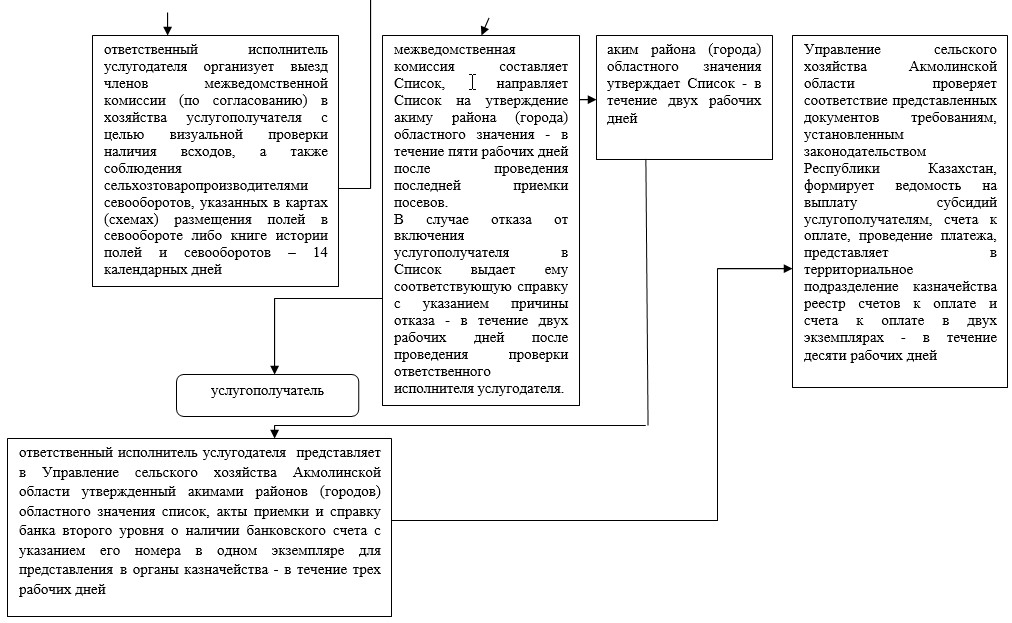 ответственный исполнитель
услугодателя организует выезд
членов межведомственной
комиссии (по согласованию) в
хозяйства услугополучателя с
целью визуальной проверки
наличия всходов, а также
соблюдения
сельхозтоваропроизводителями
севооборотов, указанных в картах
(схемах) размещения полей в
севообороте либо книге истории
полей и севооборотов – 14
календарных дней
межведомственная
комиссия составляет
Список, направляет
Список на утверждение
акиму района (города)
областного значения - в
течение пяти рабочих дней
после проведения
последней приемки
посевов.
В случае отказа от
включения
услугополучателя в
Список выдает ему
соответствующую справку
с указанием причины
отказа - в течение двух
рабочих дней после
проведения проверки
ответственного
исполнителя услугодателя.
аким района (города)
областного значения
утверждает Список - в
течение двух рабочих
дней
Управление сельского
хозяйства Акмолинской
области проверяет
соответствие представленных
документов требованиям,
установленным
законодательством
Республики Казахстан,
формирует ведомость на
выплату субсидий
услугополучателям, счета к
оплате, проведение платежа,
представляет в
территориальное
подразделение казначейства
реестр счетов к оплате и
счета к оплате в двух
экземплярах - в течение
десяти рабочих дней
услугополучатель
ответственный исполнитель услугодателя представляет
в Управление сельского хозяйства Акмолинской
области утвержденный акимами районов (городов)
областного значения список, акты приемки и справку
банка второго уровня о наличии банковского счета с
указанием его номера в одном экземпляре для
представления в органы казначейства - в течение трех
рабочих дней